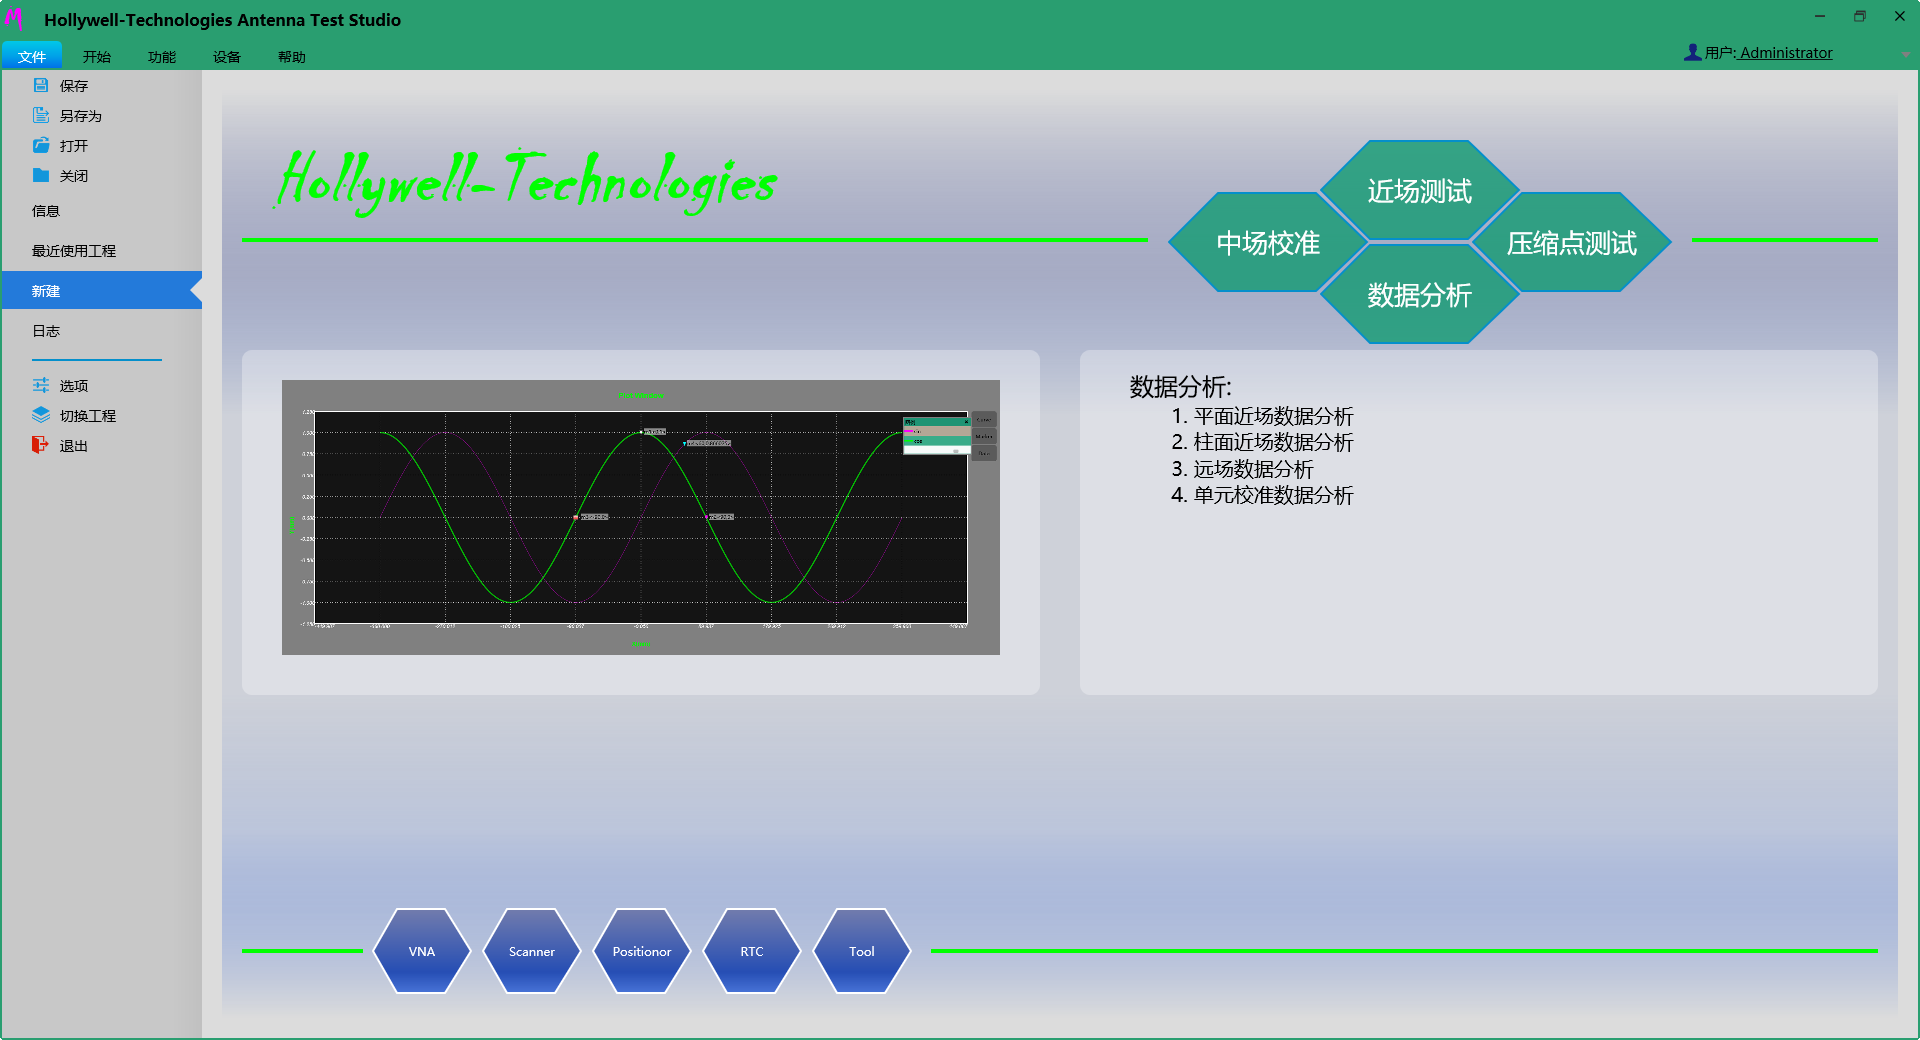 Hollywell-Technologies Antenna Test Studio
文件 开始 功能 设备 帮助
用户: Administrator
保存
另存为
打开
关闭
信息
最近使用工程
新建
日志
选项
切换工程
退出
Hollywell-Technologies
近场测试
中场校准
压缩点测试
数据分析
Plot Window
数据分析:
1. 平面近场数据分析
2. 柱面近场数据分析
3. 远场数据分析
4. 单元校准数据分析
VNA
Scanner
Positionor
RTC
Tool